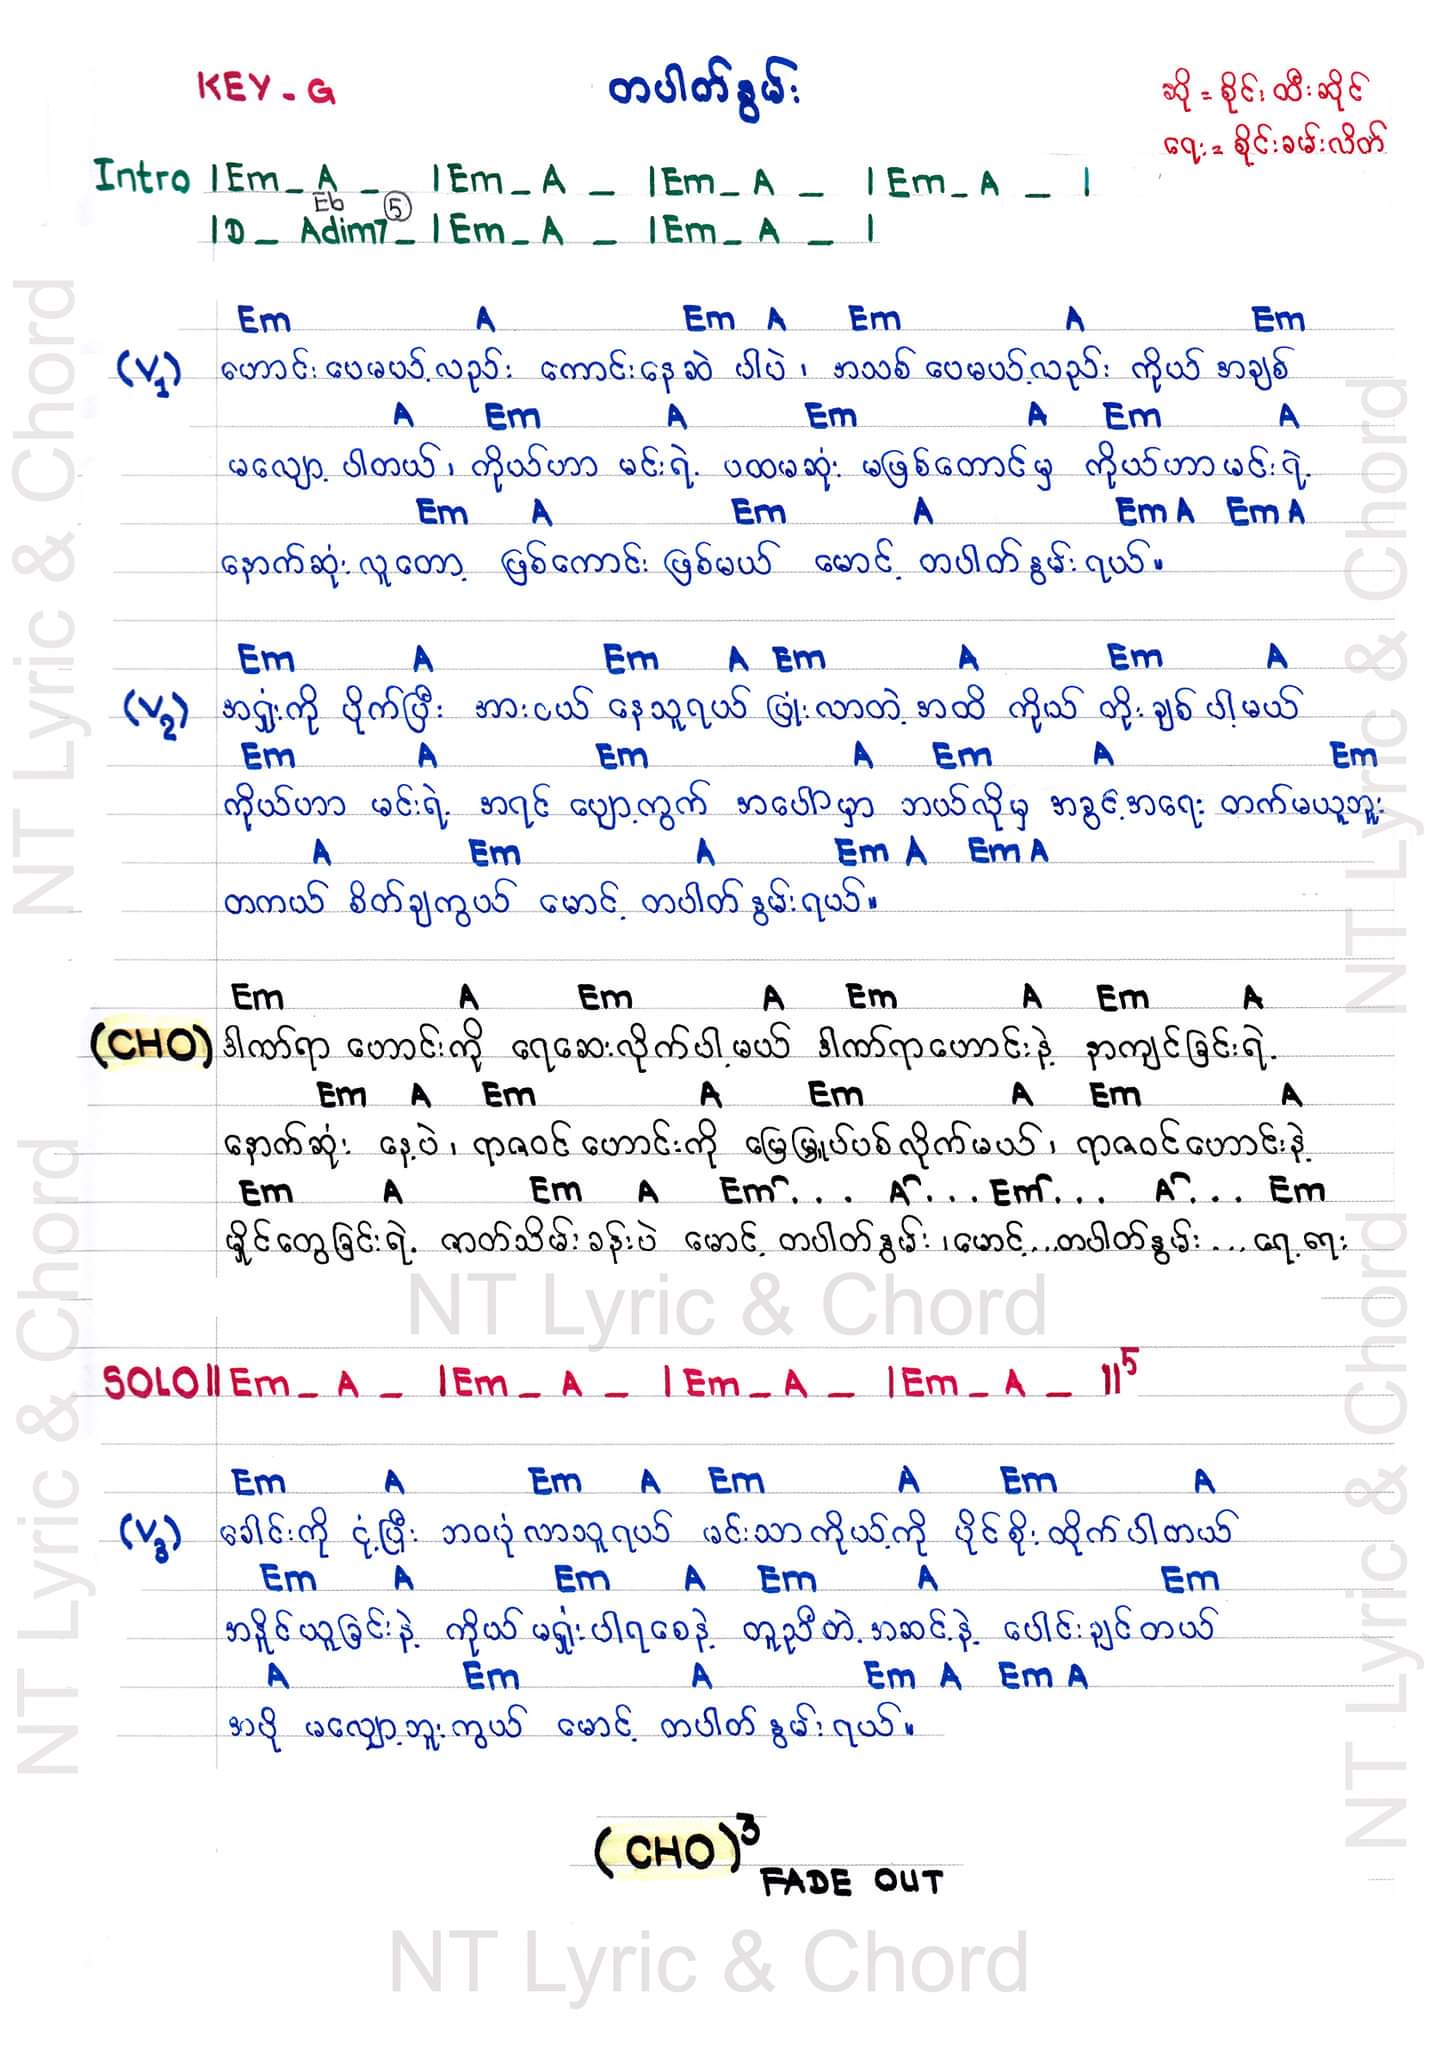 KEY - G
တပါတ်နွမ်း
ဆို = စိုင်းထီးဆိုင်
ရေး = စိုင်းခမ်းလိတ်
Intro | Em _ A _ | Em _ A _ | Em _ A _ | Em _ A _ |
Eb 5
| D _ Adim7 _ | Em _ A _ | Em _ A _ |
Em A Em A Em A Em
(V1) ဟောင်းပေမယ့်လည်း ကောင်းနေဆဲ ပါပဲ ၊ အသစ်ပေမယ့်လည်း ကိုယ် အချစ်
A Em A Em A Em A
မလျော့ ပါတယ် ၊ ကိုယ်ဟာ မင်းရဲ့ ပထမဆုံး မဖြစ်တောင်မှ ကိုယ်ဟာမင်းရဲ့
Em A Em A Em A Em A
နောက်ဆုံးလူတော့ ဖြစ်ကောင်း ဖြစ်မယ် မောင့် တပါတ်နွမ်းရယ်။
Em A Em A Em A Em A
(V2) အရှုံးကို ပိုက်ပြီး အားငယ် နေသူရယ် ပြုံးလာတဲ့အထိ ကိုယ် တိုးချစ်ပါ့မယ်
Em A Em A Em A Em
ကိုယ်ဟာ မင်းရဲ့ အရင် ပျော့ကွက် အပေါ်မှာ ဘယ်လိုမှ အခွင့်အရေး တက်မယူဘူး
A Em A Em A Em A
တကယ် စိတ်ချကွယ် မောင့် တပါတ်နွမ်းရယ်။
Em A Em A Em A Em A
(CHO) ဒါဏ်ရာ ဟောင်းကို ရေဆေးလိုက်ပါ့မယ် ဒါဏ်ရာဟောင်းနဲ့ နာကျင်ခြင်းရဲ့
Em A Em A Em A Em A
နောက်ဆုံး နေ့ပဲ ၊ ရာဇဝင်ဟောင်းကို မြေမြှုပ်ပစ်လိုက်မယ် ၊ ရာဇဝင်ဟောင်းနဲ့
Em A Em A Em... A... Em... A... Em
မှိုင်တွေခြင်းရဲ့ ဇာတ်သိမ်းခန်းပဲ မောင့် တပါတ်နွမ်း ၊မောင့်...တပါတ်နွမ်း ...ရေ့ရေး
NT Lyric & Chord
SOLO || Em _ A _ | Em _ A _ | Em _ A _ | Em _ A _ ||5
Em A Em A Em A Em A
(V3) ခေါင်းကို ငုံ့ပြီး ဘဝပုံလာသူရယ် မင်းသာကိုယ့်ကို ပိုင်စိုးထိုက်ပါတယ်
Em A Em A Em A Em
အနှိုင်ယူခြင်းနဲ့ ကိုယ် မရှုံးပါရစေနဲ့ တူညီတဲ့အဆင့်နဲ့ ပေါင်းချင်တယ်
A Em A Em A Em A
အပို မလျှော့ဘူးကွယ် မောင့် တပါတ်နွမ်းရယ်။
(CHO)3
FADE OUT
NT Lyric & Chord
NT Lyric & Chord
NT Lyric & Chord
NT Lyric & Chord
NT Lyric & Chord